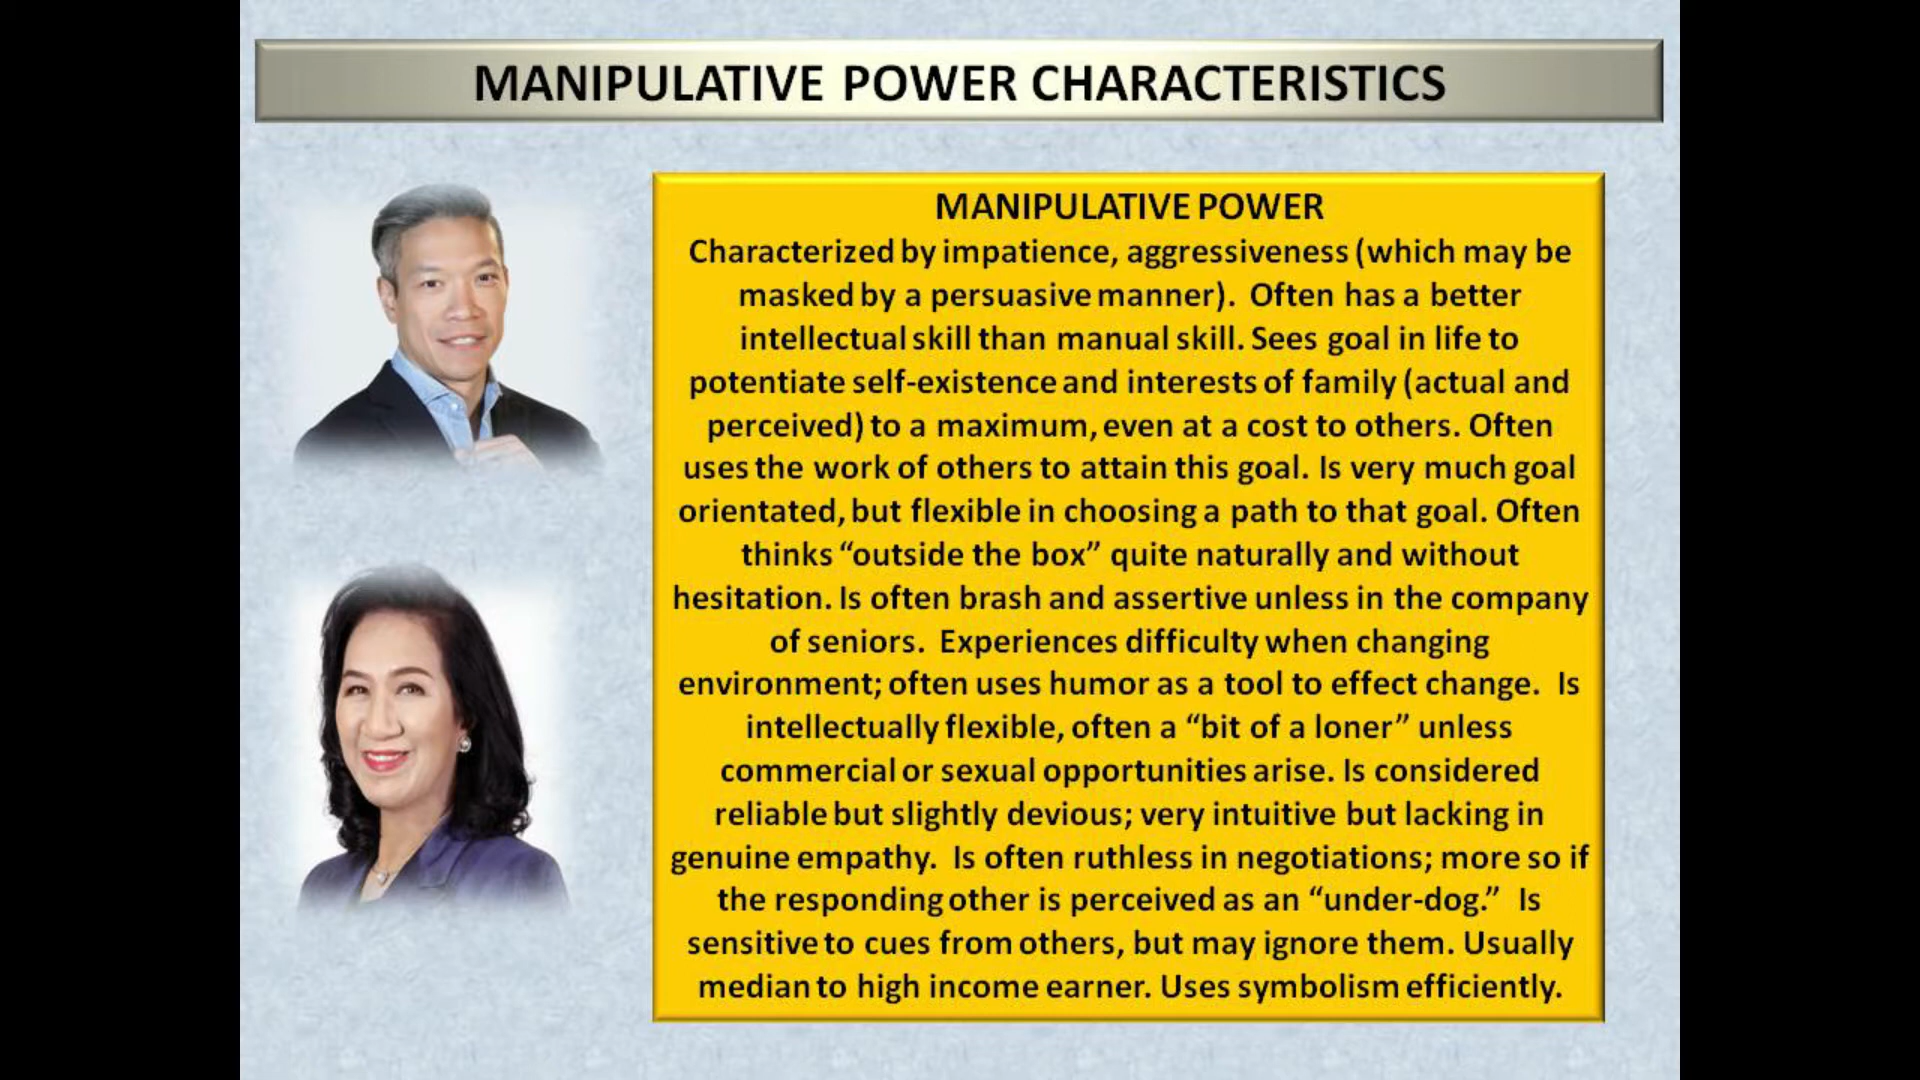 MANIPULATIVE POWER CHARACTERISTICS
MANIPULATIVE POWER
Characterized by impatience, aggressiveness (which may be
masked by a persuasive manner).  Often has a better
intellectual skill than manual skill. Sees goal in life to
potentiate self-existence and interests of family (actual and
perceived) to a maximum, even at a cost to others. Often
uses the work of others to attain this goal. Is very much goal
orientated, but flexible in choosing a path to that goal. Often
thinks “outside the box” quite naturally and without
hesitation. Is often brash and assertive unless in the company
of seniors.  Experiences difficulty when changing
environment; often uses humor as a tool to effect change.  Is
intellectually flexible, often a “bit of a loner” unless
commercial or sexual opportunities arise. Is considered
reliable but slightly devious; very intuitive but lacking in
genuine empathy.  Is often ruthless in negotiations; more so if
the responding other is perceived as an “under-dog.”  Is
sensitive to cues from others, but may ignore them. Usually
median to high income earner. Uses symbolism efficiently.